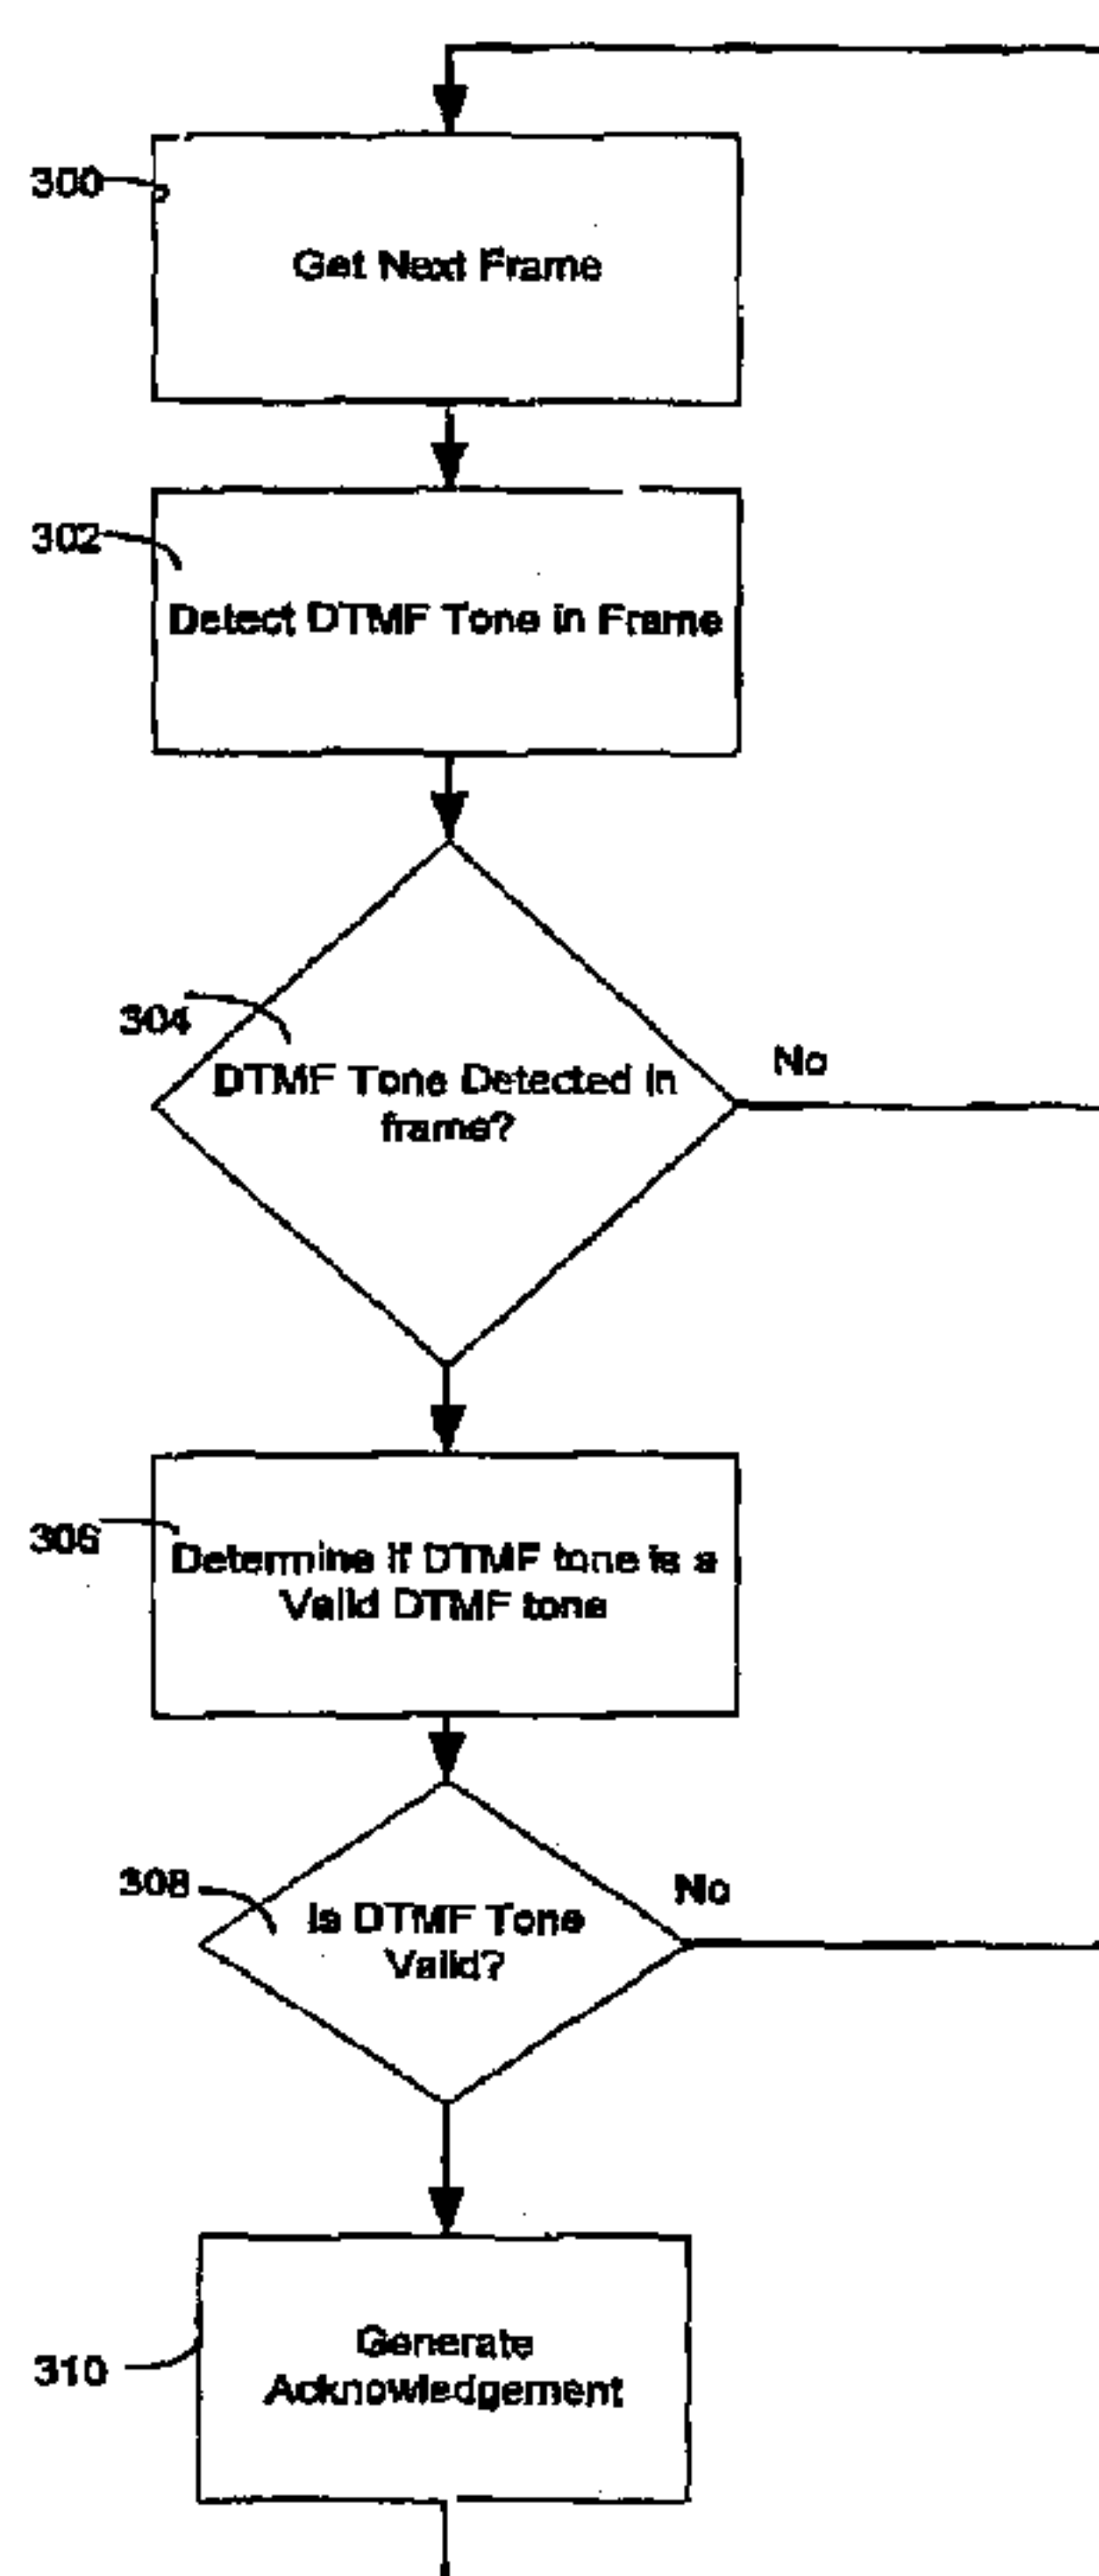 300
Get Next Frame
302
Detect DTMF Tone in Frame
304
DTMF Tone Detected in
frame?
No
306
Determine if DTMF tone is a
Valid DTMF tone
308
No
Is DTMF Tone
Valid?
310
Generate
Acknowledgement